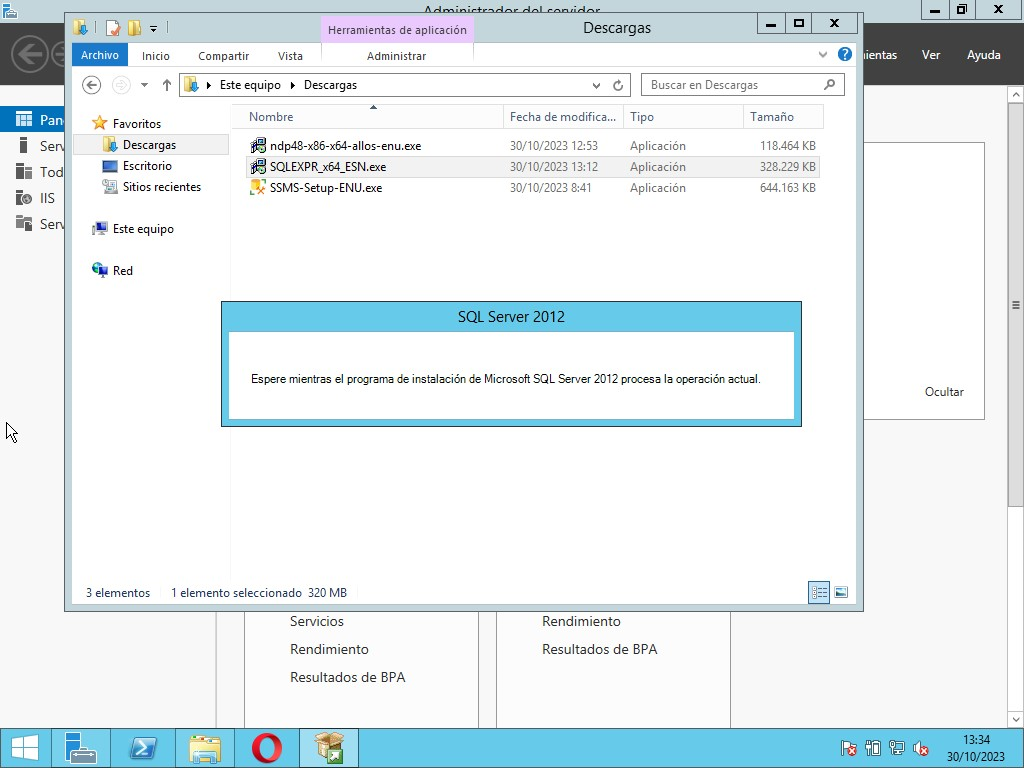 Administrador del servidor
Herramientas de aplicación
Descargas
Archivo
Inicio
Compartir
Vista
Administrar
ientas
Ver
Ayuda
Este equipo
Descargas
Buscar en Descargas
Favoritos
Descargas
Escritorio
Sitios recientes
Este equipo
Red
Nombre
Fecha de modifica...
Tipo
Tamaño
ndp48-x86-x64-allos-enu.exe 30/10/2023 12:53 Aplicación 118.464 KB
SQLEXPR_x64_ESN.exe 30/10/2023 13:12 Aplicación 328.229 KB
SSMS-Setup-ENU.exe 30/10/2023 8:41 Aplicación 644.163 KB
Pan
Serv
Tod
IIS
Serv
SQL Server 2012
Espere mientras el programa de instalación de Microsoft SQL Server 2012 procesa la operación actual.
Ocultar
3 elementos
1 elemento seleccionado 320 MB
Servicios
Rendimiento
Resultados de BPA
Rendimiento
Resultados de BPA
13:34
30/10/2023